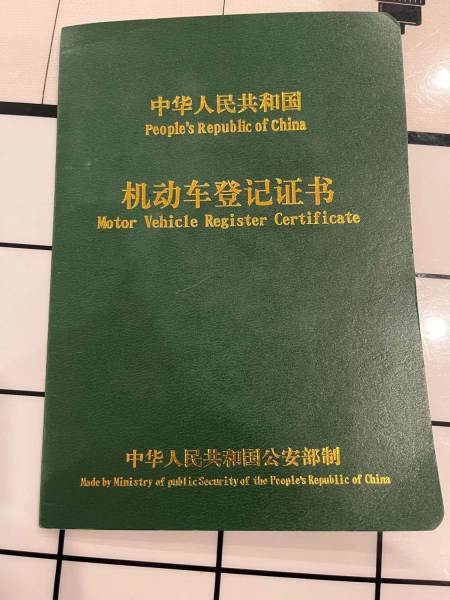 中华人民共和国
People's Republic of China
机动车登记证书
Motor Vehicle Register Certificate
中华人民共和国公安部制
Made by Ministry of public Security of the People's Republic of China